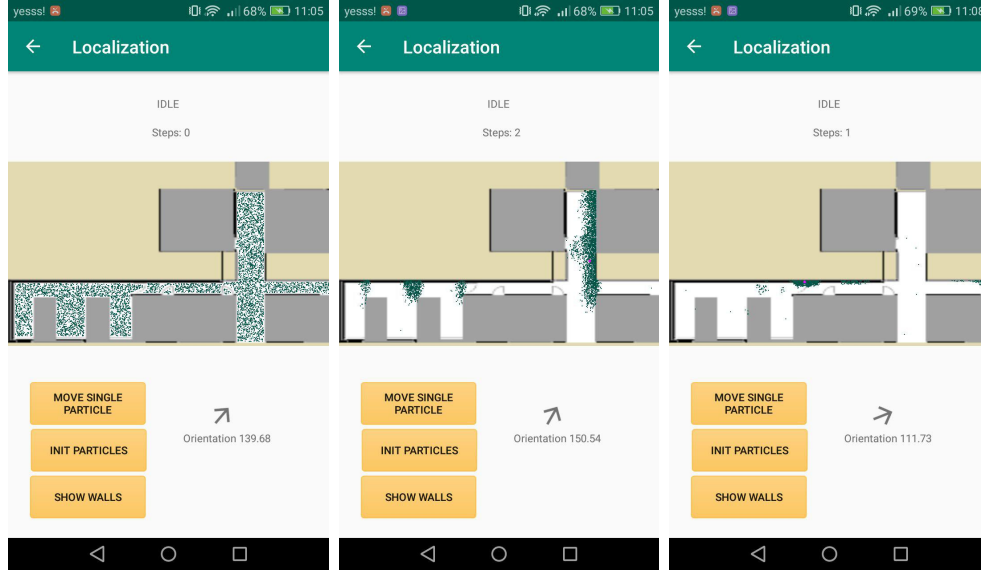 yesss! 68% 11:05
Localization
IDLE
Steps: 0
MOVE SINGLE
PARTICLE
Orientation 139.68
INIT PARTICLES
SHOW WALLS
yesss! 68% 11:05
Localization
IDLE
Steps: 2
MOVE SINGLE
PARTICLE
Orientation 150.54
INIT PARTICLES
SHOW WALLS
yesss! 69% 11:08
Localization
IDLE
Steps: 1
MOVE SINGLE
PARTICLE
Orientation 111.73
INIT PARTICLES
SHOW WALLS